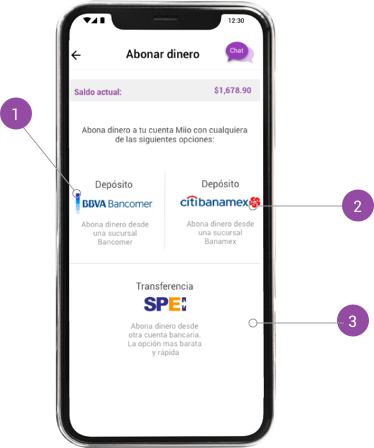 12:30
Abonar dinero
Chat
Saldo actual:
$1,678.90
1
Abona dinero a tu cuenta Miio con cualquiera
de las siguientes opciones:
Depósito
BBVA Bancomer
Abona dinero desde
una sucursal
Bancomer
Depósito
citibanamex
Abona dinero desde
una sucursal
Banamex
2
Transferencia
SPEI
Abona dinero desde
otra cuenta bancaria.
La opción mas barata
y rápida
3